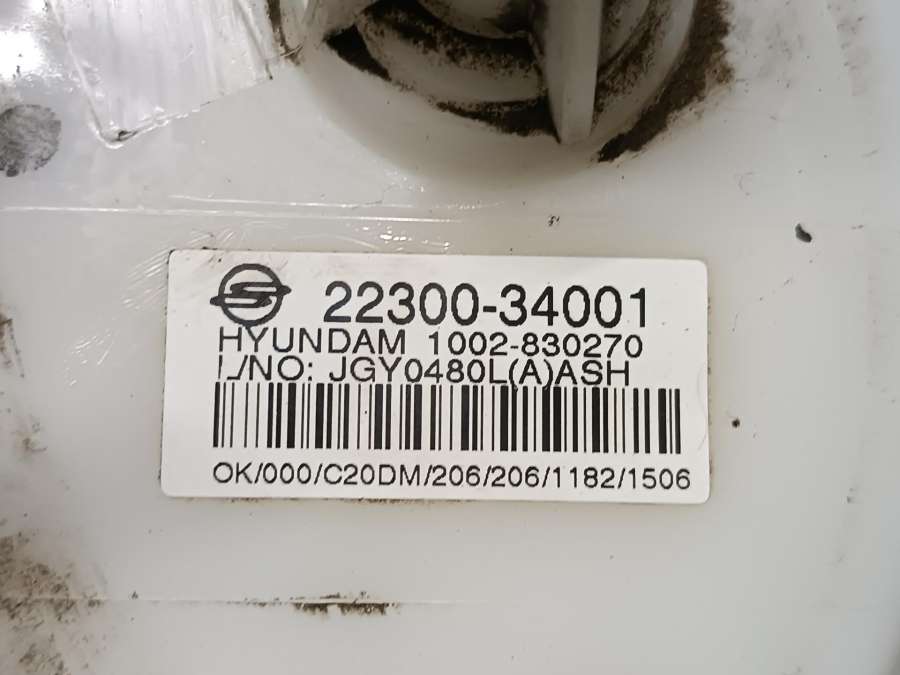 22300-34001
HYUNDAM 1002-830270
L/NO: JGY0480L(A)ASH
OK/000/C20DM/206/206/1182/1506